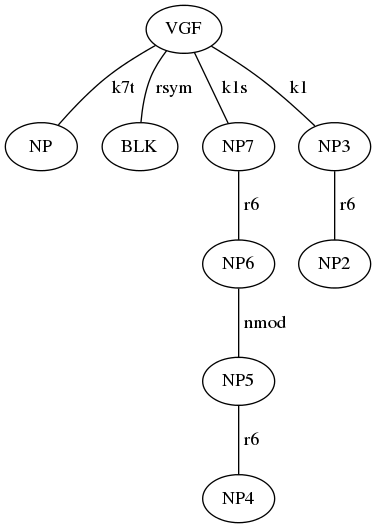 VGF
k7t rsym k1s k1
NP BLK NP7 NP3
r6 r6
NP6 NP2
nmod
NP5
r6
NP4